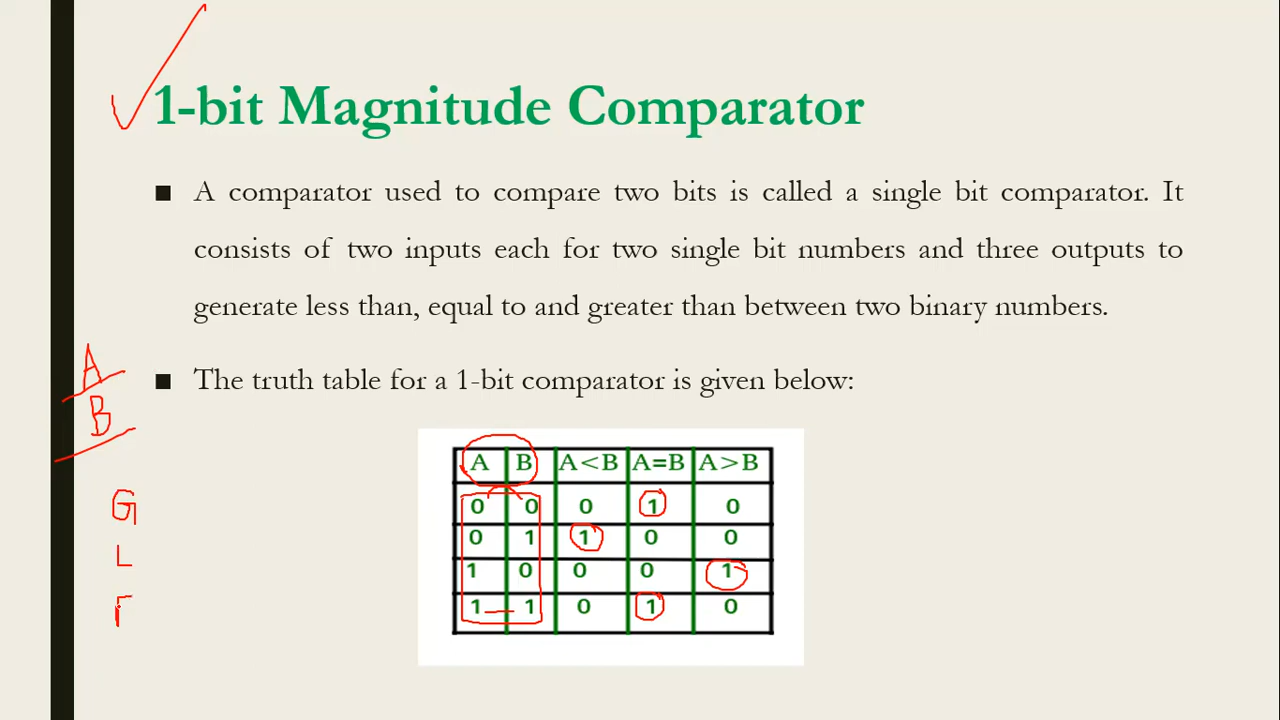 1-bit Magnitude Comparator
■ A comparator used to compare two bits is called a single bit comparator. It
consists of two inputs each for two single bit numbers and three outputs to
generate less than, equal to and greater than between two binary numbers.
A
■ The truth table for a 1-bit comparator is given below:
B
A B A<B A=B A>B
G
0 0 0 1 0
0 1 1 0 0
L
1 0 0 0 1
1 1 0 1 0